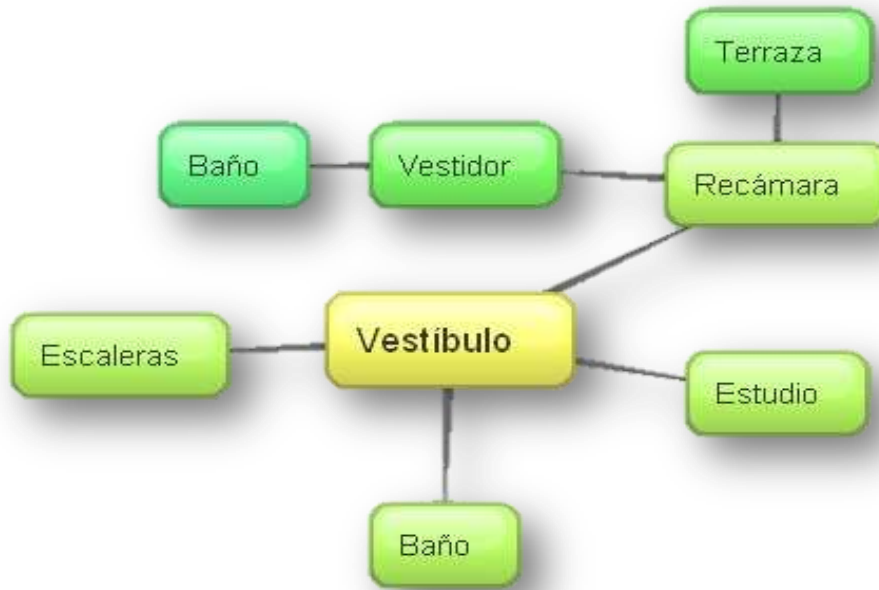 Terraza
Baño
Vestidor
Recámara
Vestíbulo
Escaleras
Estudio
Baño